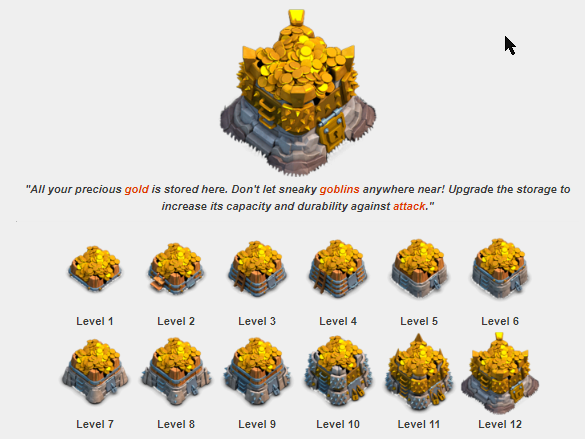 "All your precious gold is stored here. Don't let sneaky goblins anywhere near! Upgrade the storage to
increase its capacity and durability against attack."
Level 1 Level 2 Level 3 Level 4 Level 5 Level 6
Level 7 Level 8 Level 9 Level 10 Level 11 Level 12